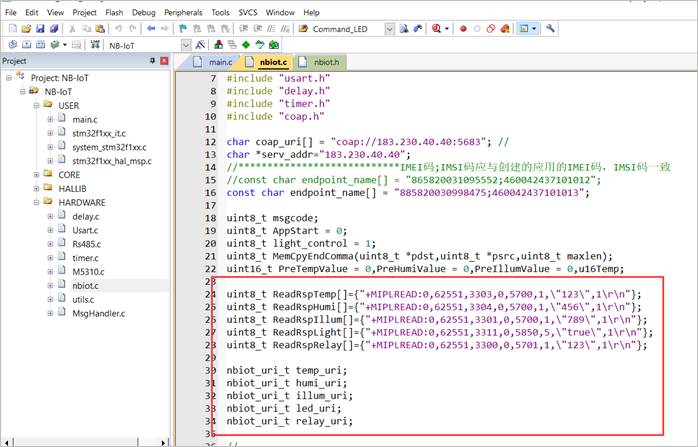 File Edit View Project Flash Debug Peripherals Tools SVCS Window Help
Command_LED
NB-IoT
Project
main.c nbiot.c nbiot.h
Project: NB-IoT
NB-IoT
USER
main.c
stm32f1xx_it.c
system_stm32f1xx.c
stm32f1xx_hal_msp.c
CORE
HALLIB
HARDWARE
delay.c
Usart.c
Rs485.c
timer.c
M5310.c
nbiot.c
utils.c
MsgHandler.c
7 #include "usart.h"
8 #include "delay.h"
9 #include "timer.h"
10 #include "coap.h"
11
12 char coap_uri[] = "coap://183.230.40.40:5683"; //
13 char *serv_addr="183.230.40.40";
14 //***************************IMEI码;IMSI码应与创建的应用的IMEI码，IMSI码一致
15 //const char endpoint_name[] = "865820031095552;460042437101012";
16 const char endpoint_name[] = "885820030998475;460042437101013";
17
18 uint8_t msgcode;
19 uint8_t AppStart = 0;
20 uint8_t light_control = 1;
21 uint8_t MemCpyEndComma(uint8_t *pdst,uint8_t *psrc,uint8_t maxlen);
22 uint16_t PreTempValue = 0,PreHumiValue = 0,PreIllumValue = 0,u16Temp;
23
24 uint8_t ReadRspTemp[]={"+MIPLREAD:0,62551,3303,0,5700,1,\"123\",1\r\n"};
25 uint8_t ReadRspHumi[]={"+MIPLREAD:0,62551,3304,0,5700,1,\"456\",1\r\n"};
26 uint8_t ReadRspIllum[]={"+MIPLREAD:0,62551,3301,0,5700,1,\"789\",1\r\n"};
27 uint8_t ReadRspLight[]={"+MIPLREAD:0,62551,3311,0,5850,5,\"true\",1\r\n"};
28 uint8_t ReadRspRelay[]={"+MIPLREAD:0,62551,3300,0,5701,1,\"123\",1\r\n"};
29
30 nbiot_uri_t temp_uri;
31 nbiot_uri_t humi_uri;
32 nbiot_uri_t illum_uri;
33 nbiot_uri_t led_uri;
34 nbiot_uri_t relay_uri;
35
36 //